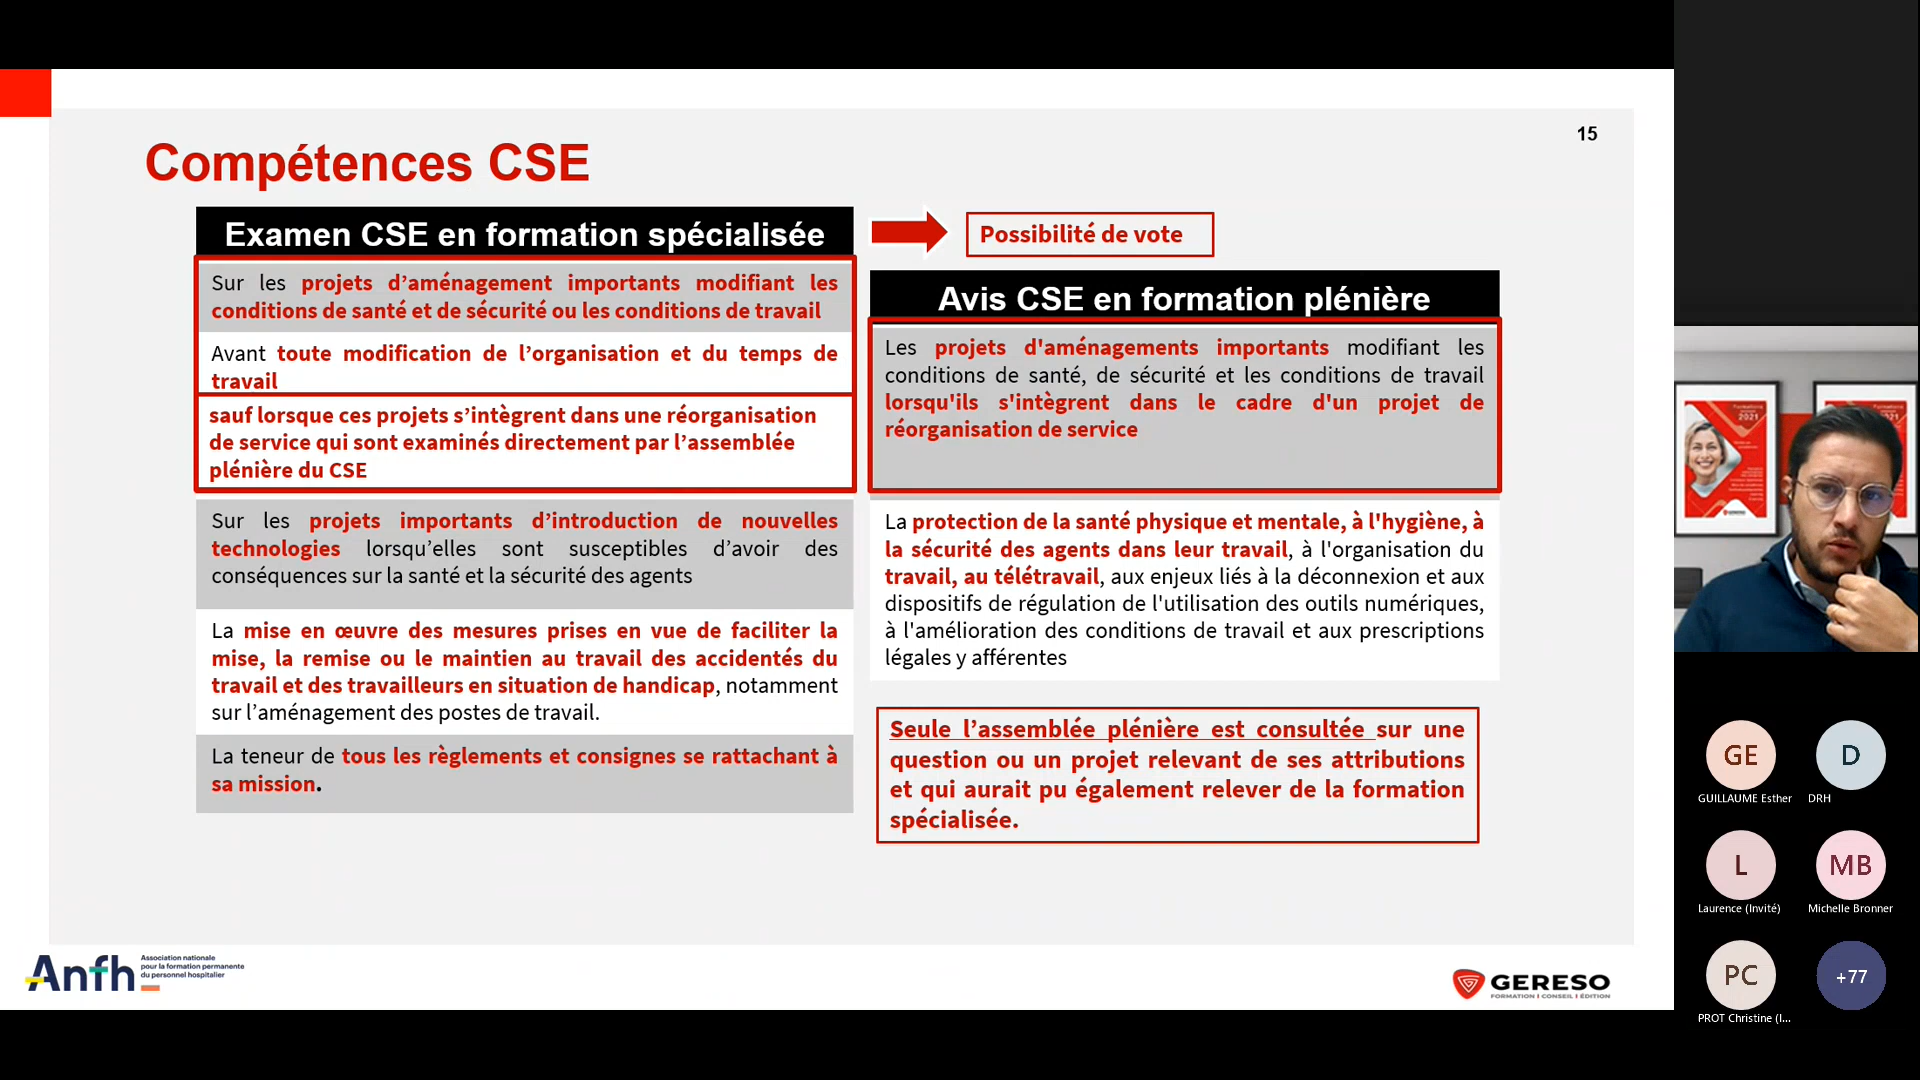 15
Compétences CSE
Examen CSE en formation spécialisée
Sur les projets d’aménagement importants modifiant les
conditions de santé et de sécurité ou les conditions de travail
Avant toute modification de l’organisation et du temps de
travail
sauf lorsque ces projets s’intègrent dans une réorganisation
de service qui sont examinés directement par l’assemblée
plénière du CSE
Sur les projets importants d’introduction de nouvelles
technologies lorsqu’elles sont susceptibles d’avoir des
conséquences sur la santé et la sécurité des agents
La mise en œuvre des mesures prises en vue de faciliter la
mise, la remise ou le maintien au travail des accidentés du
travail et des travailleurs en situation de handicap, notamment
sur l’aménagement des postes de travail.
La teneur de tous les règlements et consignes se rattachant à
sa mission.
Possibilité de vote
Avis CSE en formation plénière
Les projets d'aménagements importants modifiant les
conditions de santé, de sécurité et les conditions de travail
lorsqu'ils s'intègrent dans le cadre d'un projet de
réorganisation de service
La protection de la santé physique et mentale, à l'hygiène, à
la sécurité des agents dans leur travail, à l'organisation du
travail, au télétravail, aux enjeux liés à la déconnexion et aux
dispositifs de régulation de l'utilisation des outils numériques,
à l'amélioration des conditions de travail et aux prescriptions
légales y afférentes
Seule l’assemblée plénière est consultée sur une
question ou un projet relevant de ses attributions
et qui aurait pu également relever de la formation
spécialisée.
Anfh
Association nationale
pour la formation permanente
du personnel hospitalier
GERESO
FORMATION | CONSEIL | ÉDITION
2021
GE
GUILLAUME Esther
D
DRH
L
Laurence (Invité)
MB
Michelle Bronner
PC
PROT Christine (I...
+77